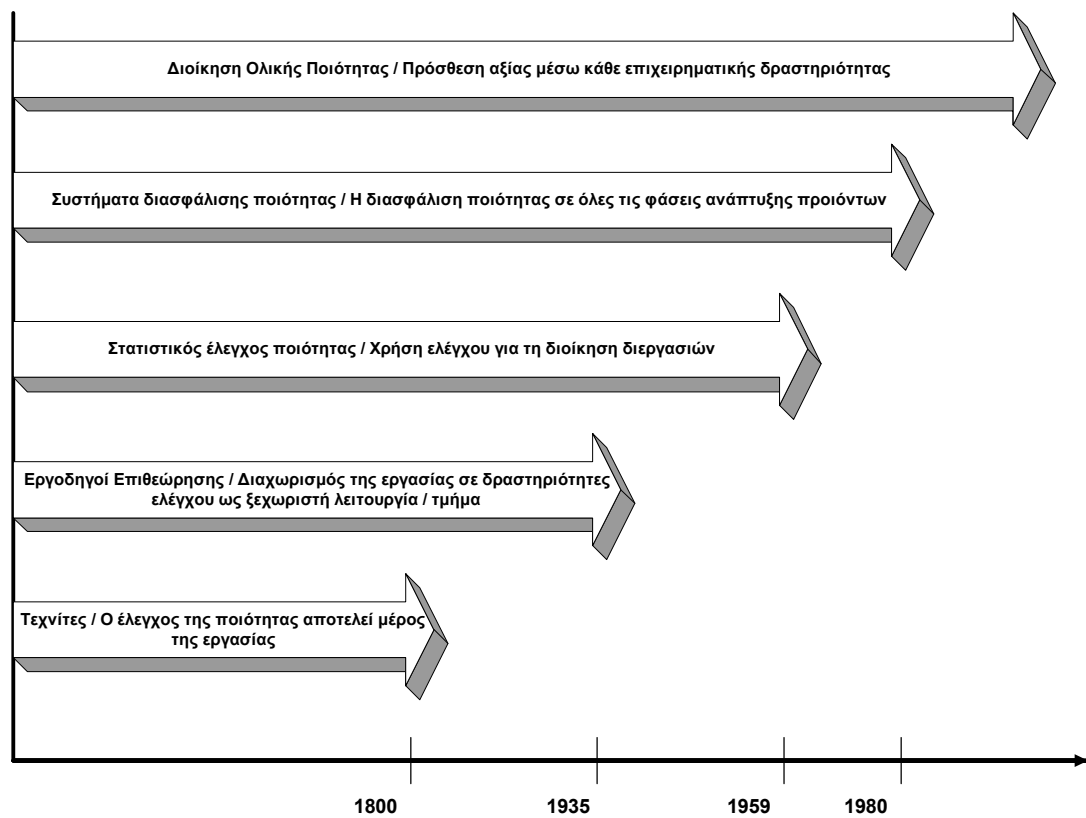 Διοίκηση Ολικής Ποιότητας / Πρόσθεση αξίας μέσω κάθε επιχειρηματικής δραστηριότητας
Συστήματα διασφάλισης ποιότητας / Η διασφάλιση ποιότητας σε όλες τις φάσεις ανάπτυξης προιόντων
Στατιστικός έλεγχος ποιότητας / Χρήση ελέγχου για τη διοίκηση διεργασιών
Εργοδηγοί Επιθεώρησης / Διαχωρισμός της εργασίας σε δραστηριότητες
ελέγχου ως ξεχωριστή λειτουργία / τμήμα
Τεχνίτες / Ο έλεγχος της ποιότητας αποτελεί μέρος
της εργασίας
1800 1935 1959 1980